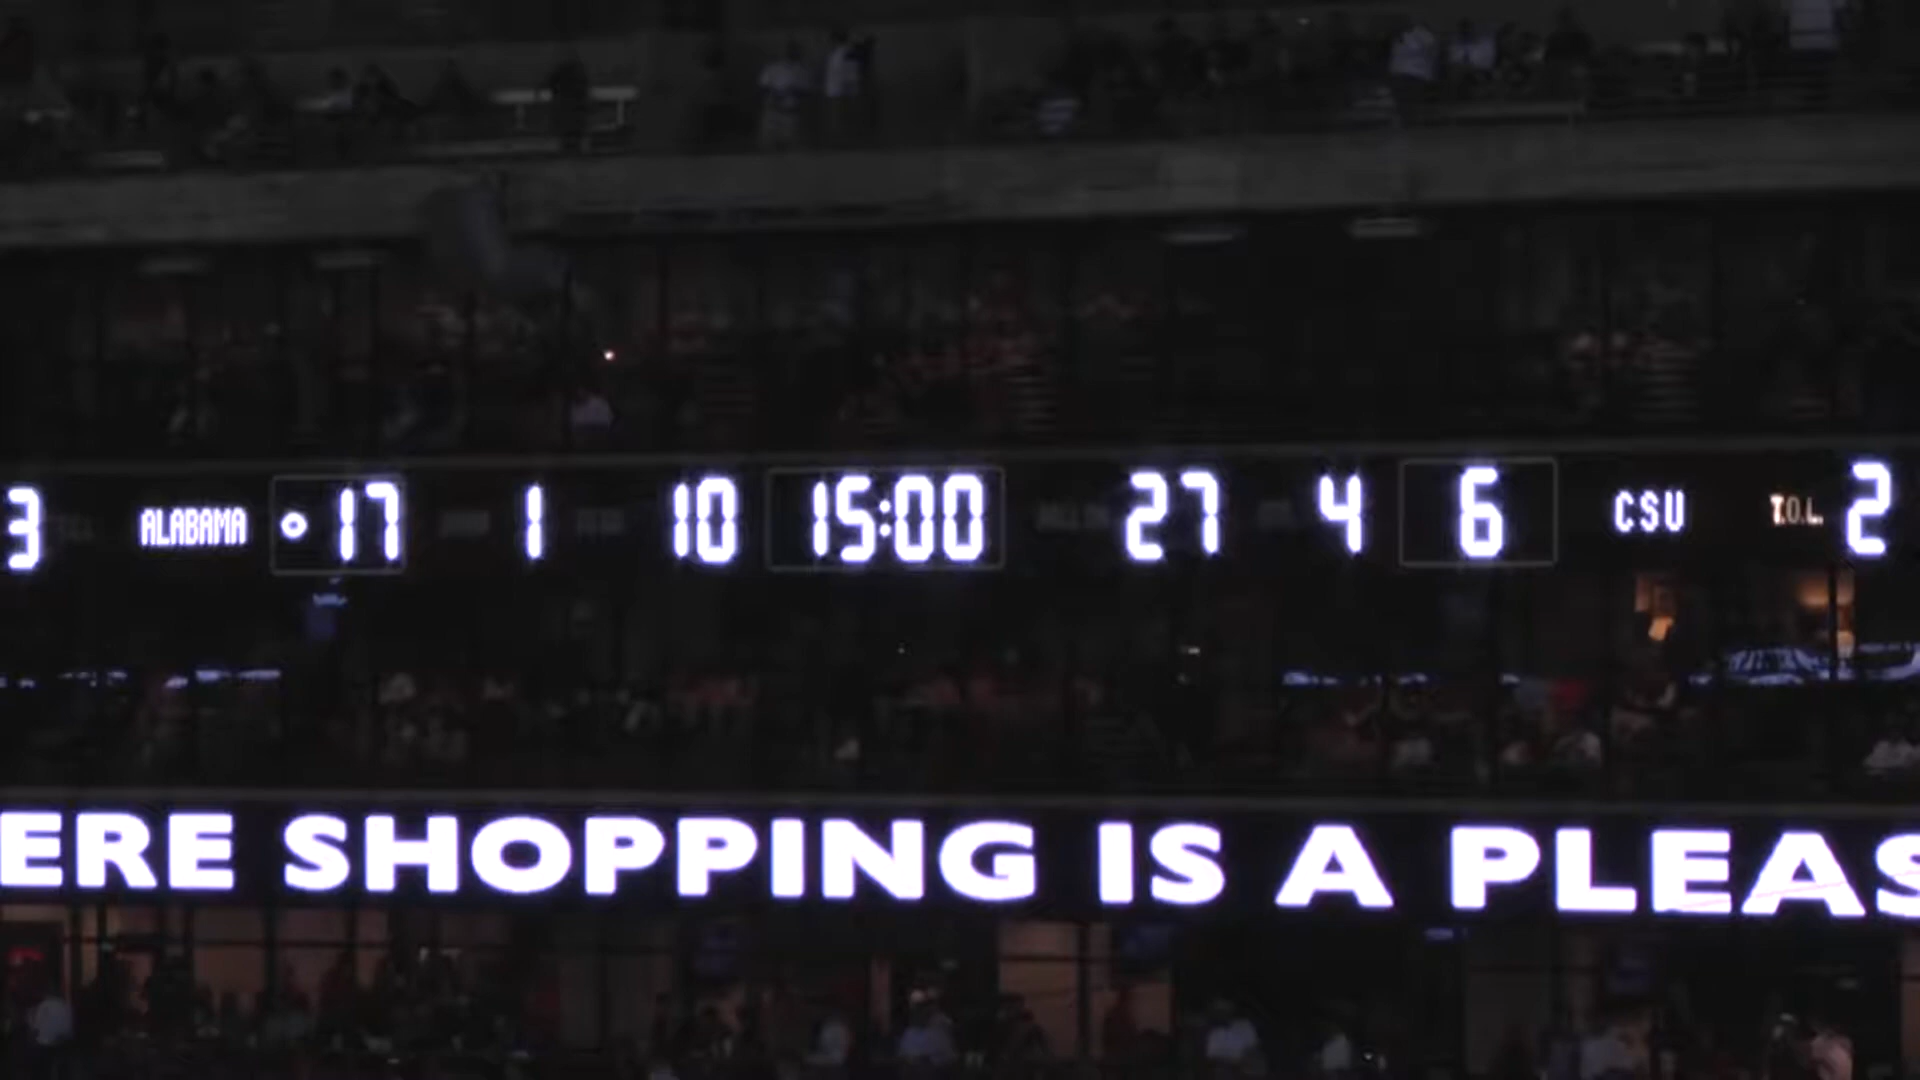 3 ALABAMA 17 1 10 15:00 27 4 6 CSU T.O.L. 2
ERE SHOPPING IS A PLEAS